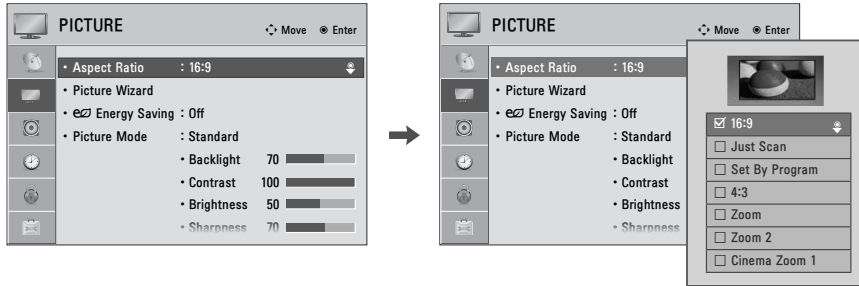 PICTURE
Move Enter
• Aspect Ratio : 16:9
• Picture Wizard
• eco Energy Saving : Off
• Picture Mode : Standard
• Backlight 70
• Contrast 100
• Brightness 50
• Sharpness 70
PICTURE
Move Enter
• Aspect Ratio : 16:9
• Picture Wizard
• eco Energy Saving : Off
• Picture Mode : Standard
• Backlight
• Contrast
• Brightness
• Sharpness
☑ 16:9
☐ Just Scan
☐ Set By Program
☐ 4:3
☐ Zoom
☐ Zoom 2
☐ Cinema Zoom 1